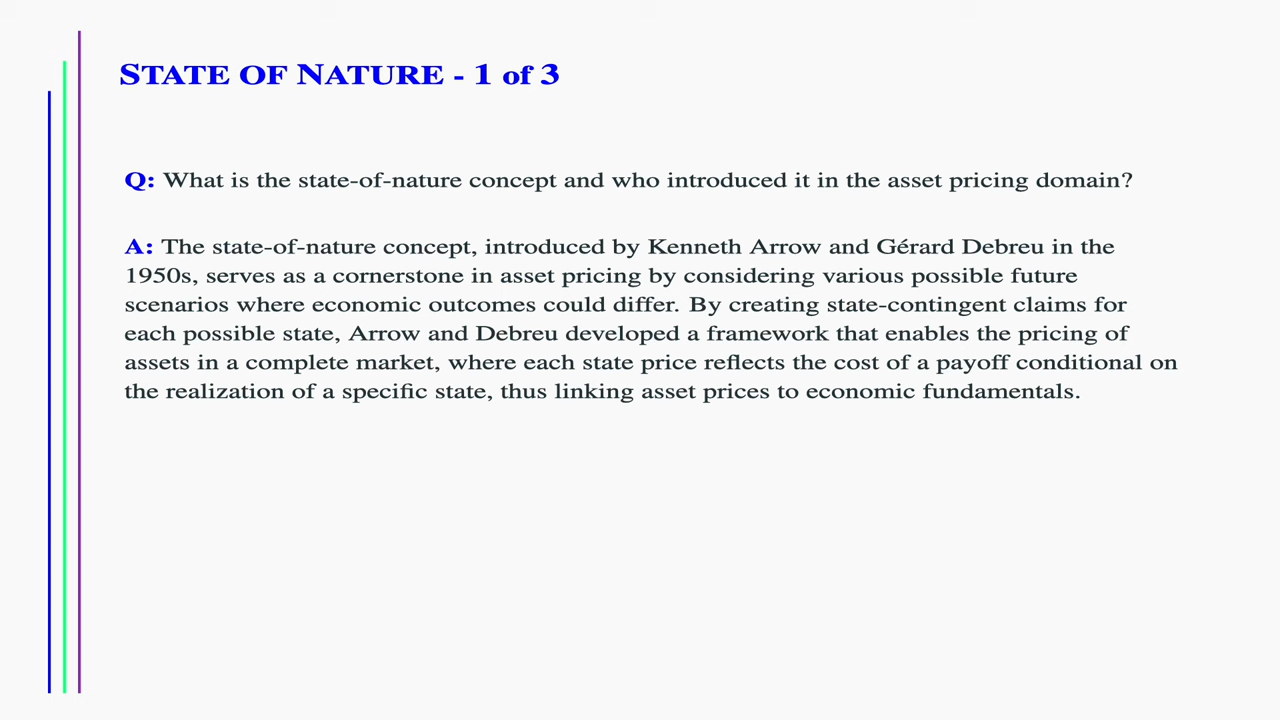 STATE OF NATURE - 1 of 3
Q: What is the state-of-nature concept and who introduced it in the asset pricing domain?
A: The state-of-nature concept, introduced by Kenneth Arrow and Gérard Debreu in the
1950s, serves as a cornerstone in asset pricing by considering various possible future
scenarios where economic outcomes could differ. By creating state-contingent claims for
each possible state, Arrow and Debreu developed a framework that enables the pricing of
assets in a complete market, where each state price reflects the cost of a payoff conditional on
the realization of a specific state, thus linking asset prices to economic fundamentals.